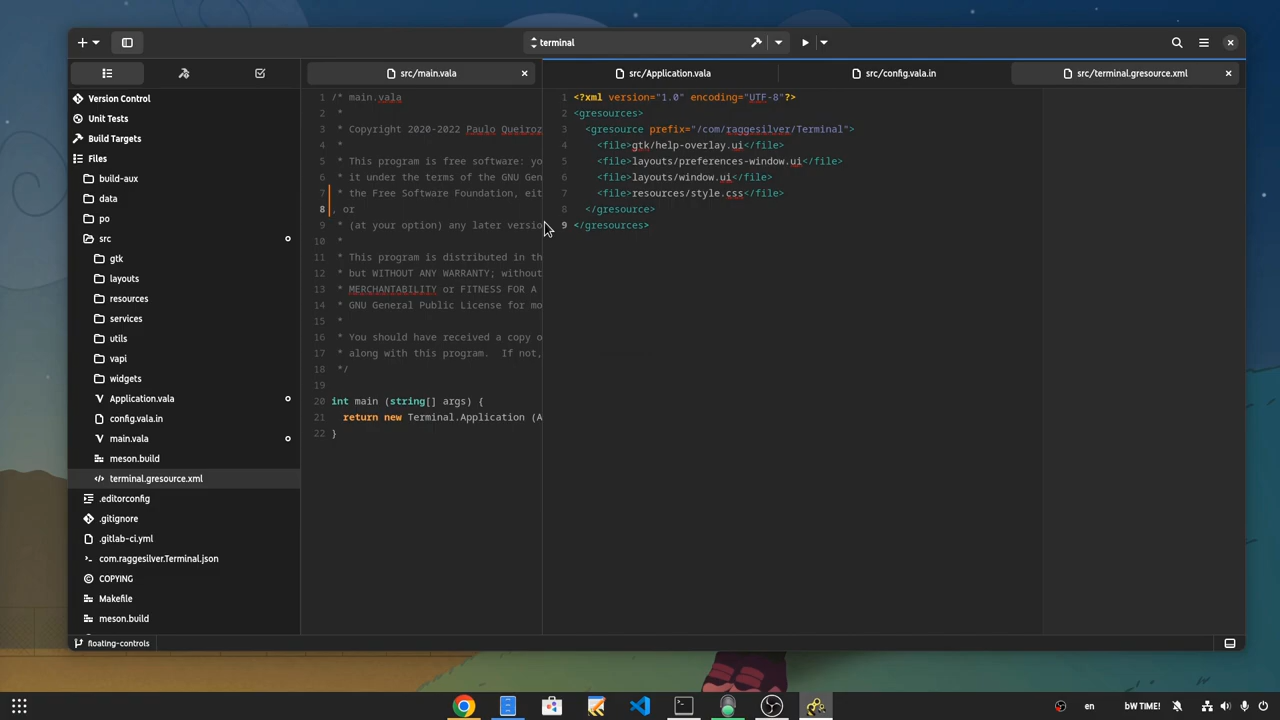 terminal
Version Control
Unit Tests
Build Targets
Files
build-aux
data
po
src
gtk
layouts
resources
services
utils
vapi
widgets
Application.vala
config.vala.in
main.vala
meson.build
terminal.gresource.xml
.editorconfig
.gitignore
.gitlab-ci.yml
com.raggesilver.Terminal.json
COPYING
Makefile
meson.build
floating-controls
src/main.vala
1 /* main.vala
2 *
3 * Copyright 2020-2022 Paulo Queiroz
4 *
5 * This program is free software: yo
6 * it under the terms of the GNU Gen
7 * the Free Software Foundation, eit
8 , or
9 * (at your option) any later versio
10 *
11 * This program is distributed in th
12 * but WITHOUT ANY WARRANTY; without
13 * MERCHANTABILITY or FITNESS FOR A
14 * GNU General Public License for mo
15 *
16 * You should have received a copy o
17 * along with this program.  If not,
18 */
19
20 int main (string[] args) {
21   return new Terminal.Application (A
22 }
src/Application.vala
src/config.vala.in
src/terminal.gresource.xml
1 <?xml version="1.0" encoding="UTF-8"?>
2 <gresources>
3   <gresource prefix="/com/raggesilver/Terminal">
4     <file>gtk/help-overlay.ui</file>
5     <file>layouts/preferences-window.ui</file>
6     <file>layouts/window.ui</file>
7     <file>resources/style.css</file>
8   </gresource>
9 </gresources>
en
bW TIME!